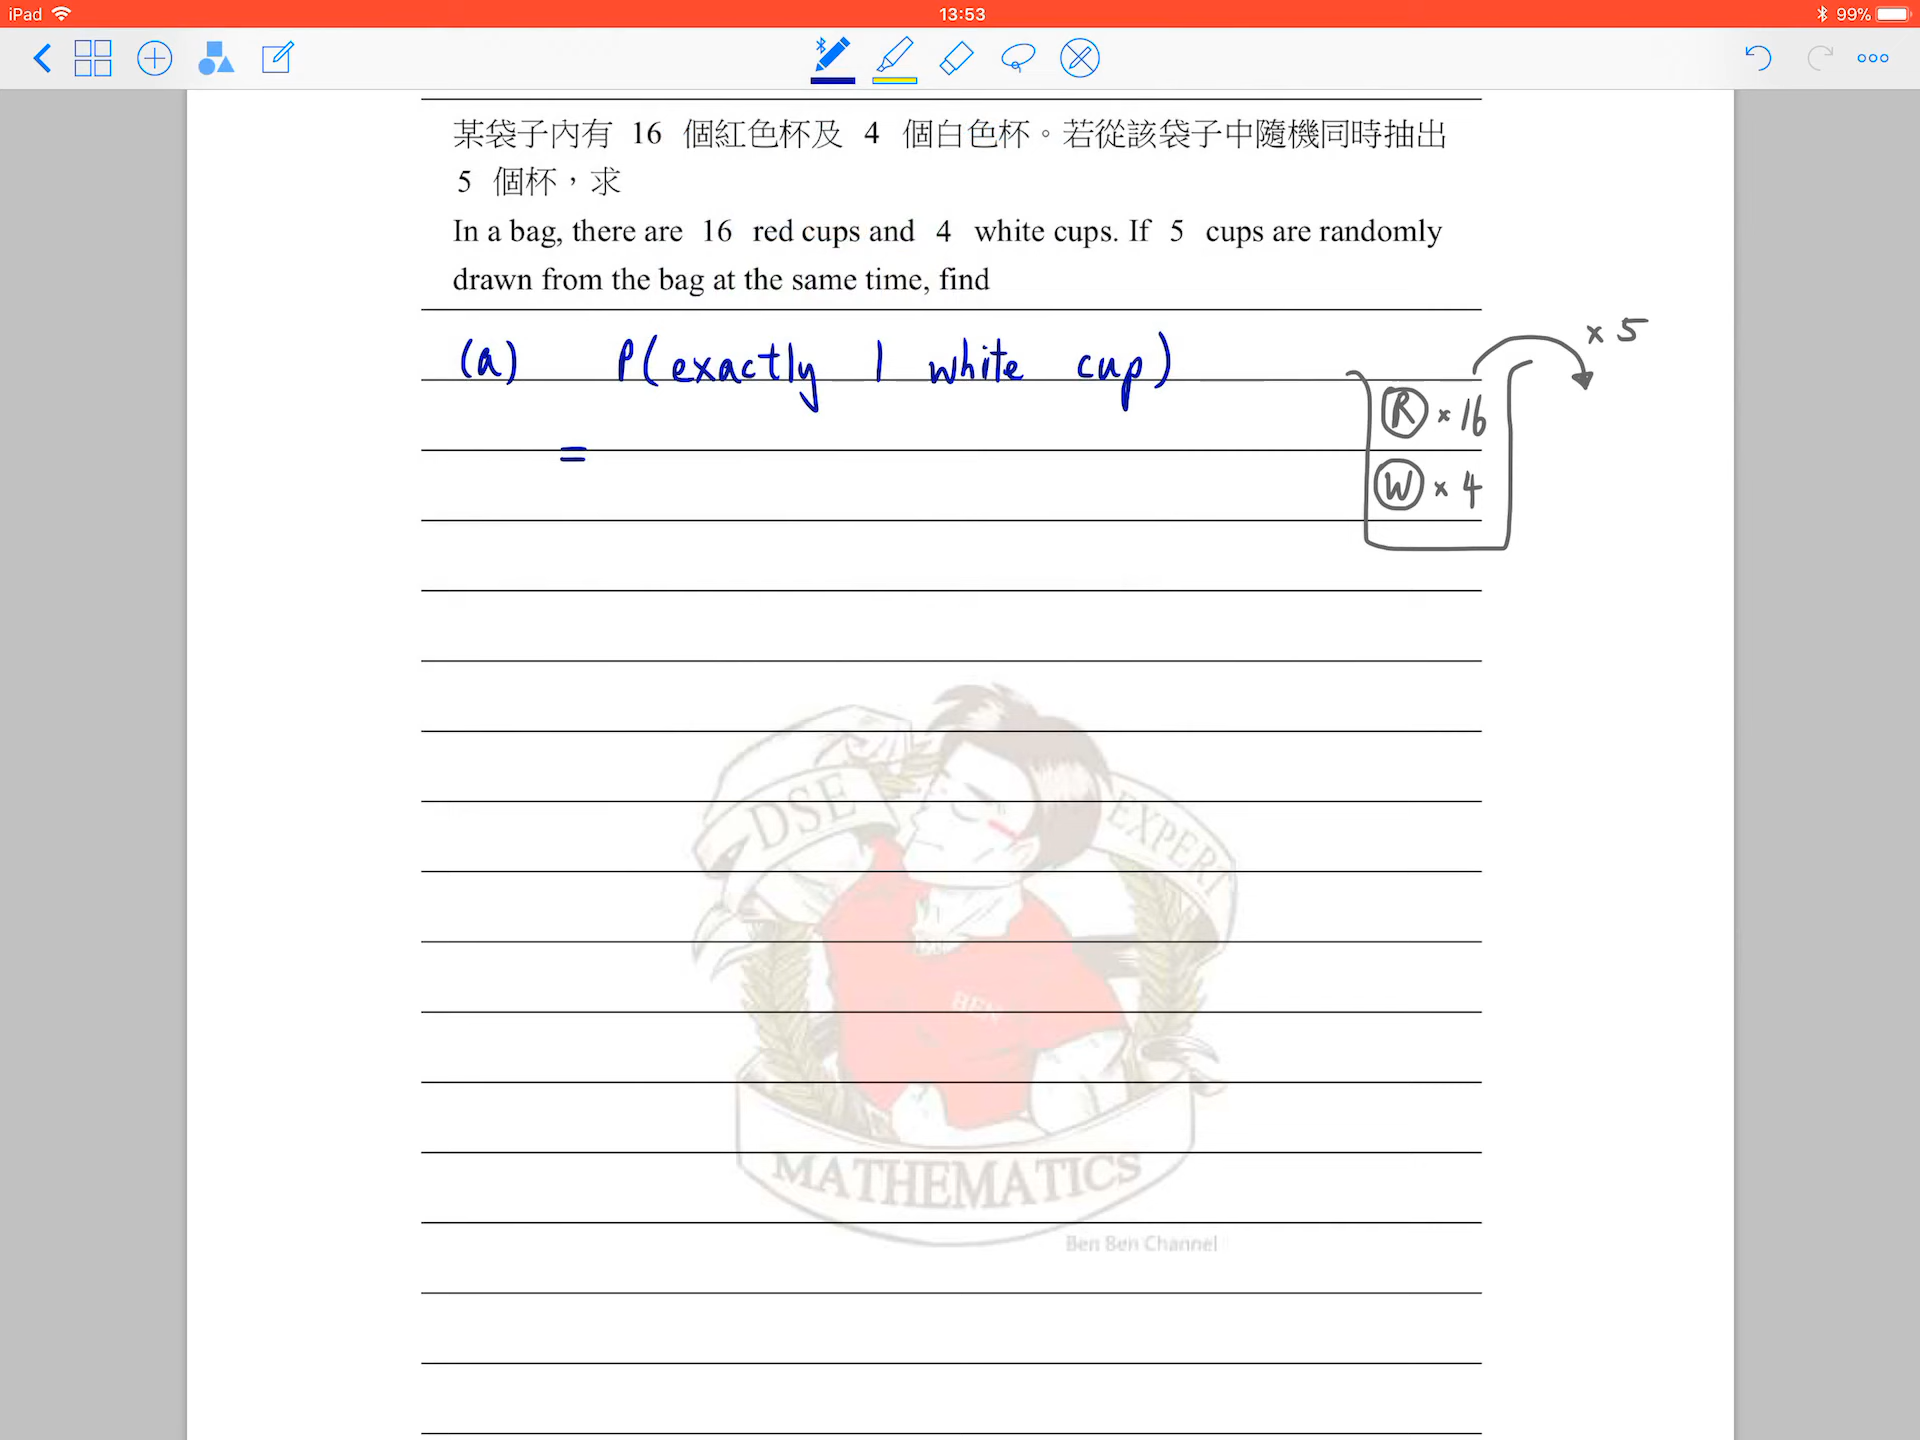 iPad 13:53 99%
某袋子內有 16 個紅色杯及 4 個白色杯。若從該袋子中隨機同時抽出
5 個杯，求
In a bag, there are 16 red cups and 4 white cups. If 5 cups are randomly
drawn from the bag at the same time, find
(a) P(exactly 1 white cup)
=
× 5
R × 16
W × 4
DSE EXPERT
BEN
MATHEMATICS
Ben Ben Channel